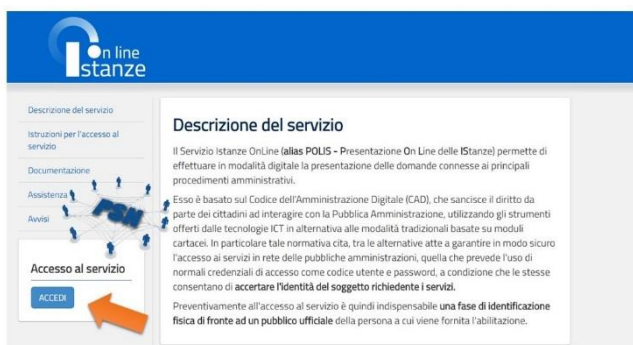 On line
Istanze
Descrizione del servizio
Istruzioni per l'accesso al
servizio
Documentazione
Assistenza
Avvisi
PSN
Accesso al servizio
ACCEDI
Descrizione del servizio
Il Servizio Istanze OnLine (alias POLIS - Presentazione On Line delle IStanze) permette di
effettuare in modalità digitale la presentazione delle domande connesse ai principali
procedimenti amministrativi.
Esso è basato sul Codice dell'Amministrazione Digitale (CAD), che sancisce il diritto da
parte dei cittadini ad interagire con la Pubblica Amministrazione, utilizzando gli strumenti
offerti dalle tecnologie ICT in alternativa alle modalità tradizionali basate su moduli
cartacei. In particolare tale normativa cita, tra le alternative atte a garantire in modo sicuro
l'accesso ai servizi in rete delle pubbliche amministrazioni, quella che prevede l'uso di
normali credenziali di accesso come codice utente e password, a condizione che le stesse
consentano di accertare l'identità del soggetto richiedente i servizi.
Preventivamente all'accesso al servizio è quindi indispensabile una fase di identificazione
fisica di fronte ad un pubblico ufficiale della persona a cui viene fornita l'abilitazione.